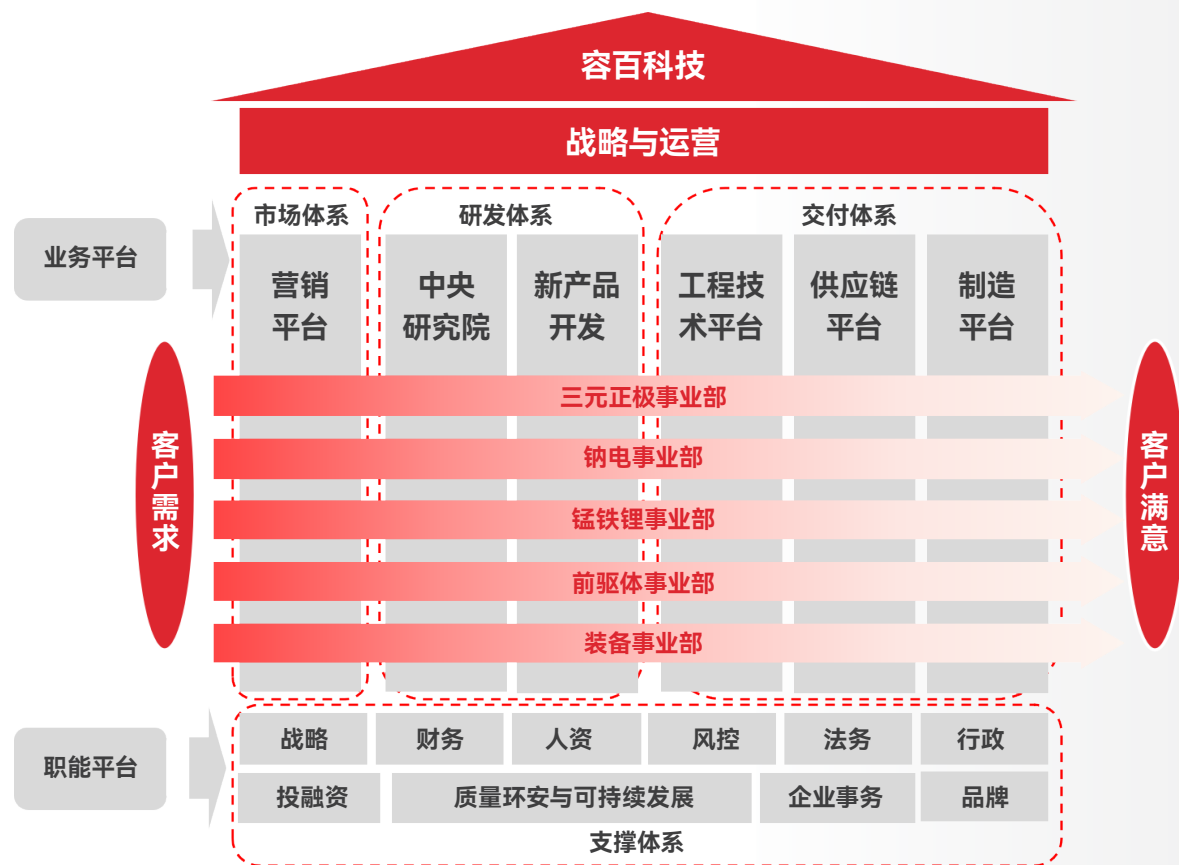 容百科技
战略与运营
市场体系
研发体系
交付体系
业务平台
营销
平台
中央
研究院
新产品
开发
工程技
术平台
供应链
平台
制造
平台
客户需求
三元正极事业部
钠电事业部
锰铁锂事业部
前驱体事业部
装备事业部
客户满意
职能平台
战略
财务
人资
风控
法务
行政
投融资
质量环安与可持续发展
企业事务
品牌
支撑体系